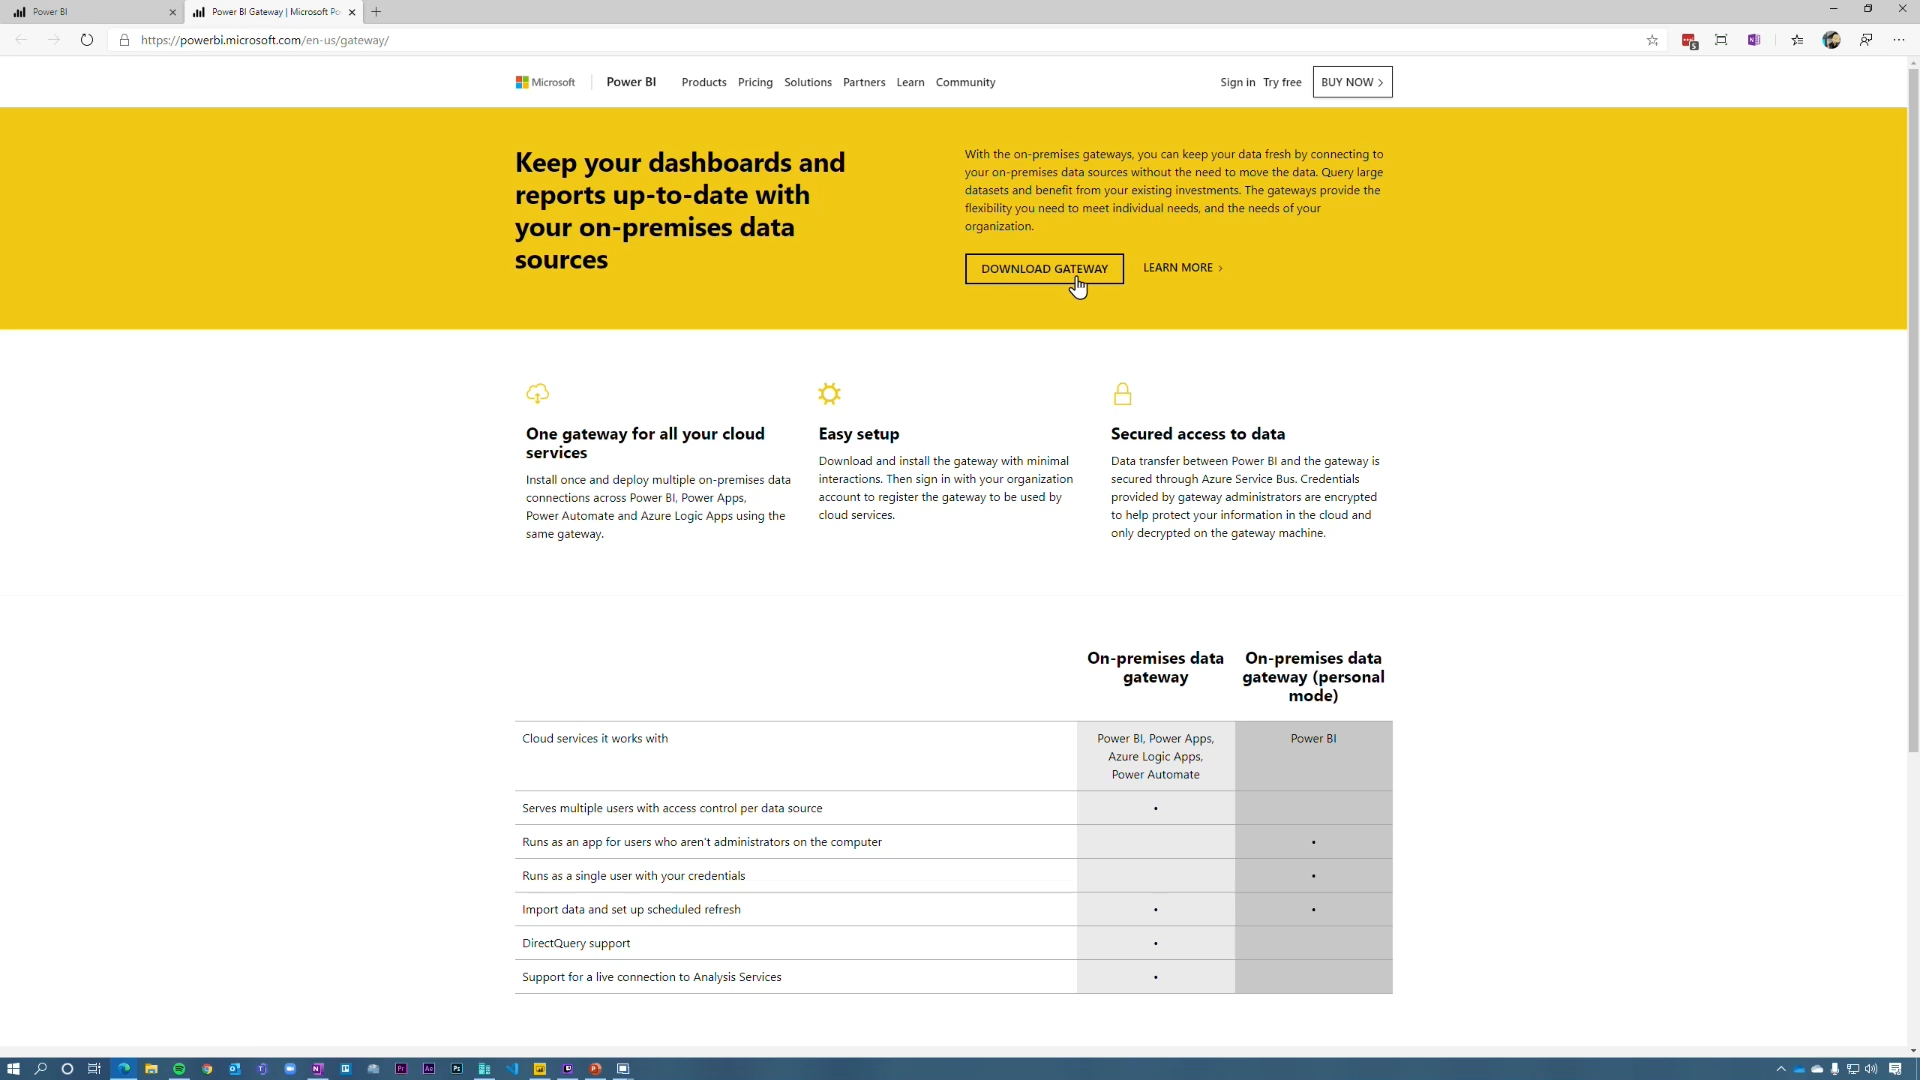 Power BI
Power BI Gateway | Microsoft Po
https://powerbi.microsoft.com/en-us/gateway/
Microsoft
Power BI
Products Pricing Solutions Partners Learn Community
Sign in Try free BUY NOW >
Keep your dashboards and
reports up-to-date with
your on-premises data
sources
With the on-premises gateways, you can keep your data fresh by connecting to
your on-premises data sources without the need to move the data. Query large
datasets and benefit from your existing investments. The gateways provide the
flexibility you need to meet individual needs, and the needs of your
organization.
DOWNLOAD GATEWAY
LEARN MORE >
One gateway for all your cloud
services
Install once and deploy multiple on-premises data
connections across Power BI, Power Apps,
Power Automate and Azure Logic Apps using the
same gateway.
Easy setup
Download and install the gateway with minimal
interactions. Then sign in with your organization
account to register the gateway to be used by
cloud services.
Secured access to data
Data transfer between Power BI and the gateway is
secured through Azure Service Bus. Credentials
provided by gateway administrators are encrypted
to help protect your information in the cloud and
only decrypted on the gateway machine.
On-premises data
gateway
On-premises data
gateway (personal
mode)
Cloud services it works with
Power BI, Power Apps,
Azure Logic Apps,
Power Automate
Power BI
Serves multiple users with access control per data source
Runs as an app for users who aren't administrators on the computer
Runs as a single user with your credentials
Import data and set up scheduled refresh
DirectQuery support
Support for a live connection to Analysis Services
Pr
Ae
Ps